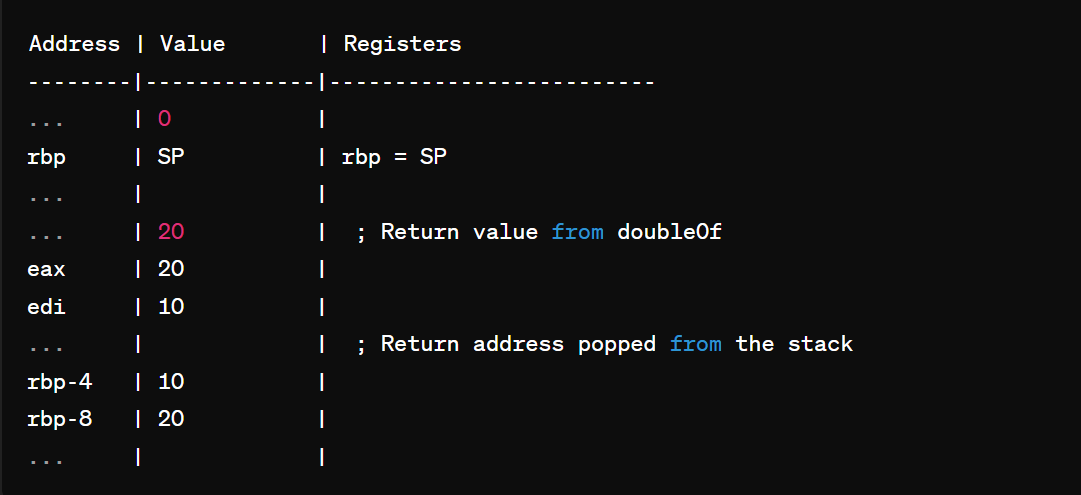 Address | Value       | Registers
--------|-------------|-------------------------
...     | 0           |
rbp     | SP          | rbp = SP
...     |             |
...     | 20          |  ; Return value from doubleOf
eax     | 20          |
edi     | 10          |
...     |             |  ; Return address popped from the stack
rbp-4   | 10          |
rbp-8   | 20          |
...     |             |